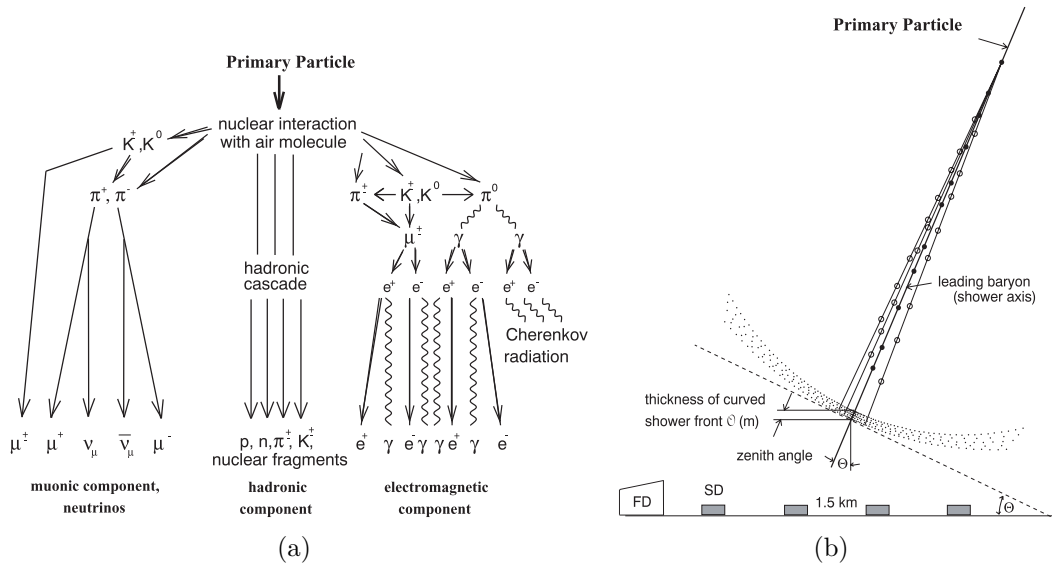 Primary Particle
nuclear interaction
with air molecule
K± ,K⁰
π⁺, π⁻
π±
K± ,K⁰
π⁰
μ±
γ
γ
e⁺ e⁻ e⁺ e⁻ e⁺ e⁻
hadronic
cascade
Cherenkov
radiation
μ± μ⁺ ν_μ ν̅_μ μ⁻
p, n,π±, K±,
nuclear fragments
e⁺ γ e⁻ γ γ e⁺ γ e⁻
muonic component,
neutrinos
hadronic
component
electromagnetic
component
(a)
Primary Particle
leading baryon
(shower axis)
thickness of curved
shower front 𝒪 (m)
zenith angle
Θ
FD
SD
1.5 km
Θ
(b)